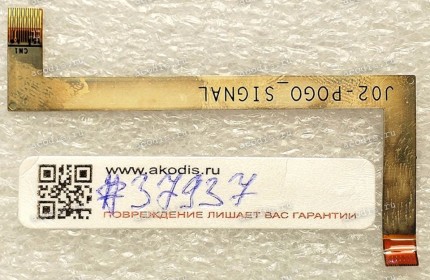 CN1
J02-POGO_SIGNAL
www.akodis.ru
#37937
ПОВРЕЖДЕНИЕ ЛИШАЕТ ВАС ГАРАНТИИ